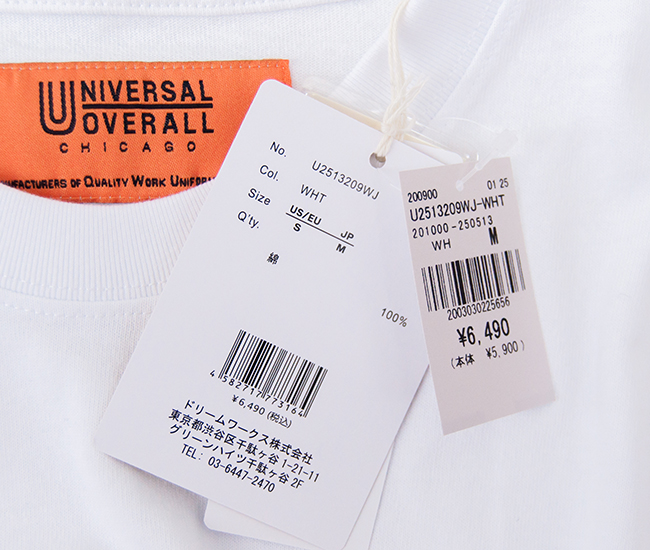 UNIVERSAL
OVERALL
CHICAGO
NUFACTURERS OF QUALITY WORK UNIFOR
No. U2513209WJ
Col. WHT
Size US/EU JP
S M
Q'ty.
綿 100%
4 582717 773164
¥6,490(税込)
ドリームワークス株式会社
東京都渋谷区千駄ヶ谷 1-21-11
グリーンハイツ千駄ヶ谷 2F
TEL: 03-6447-2470
200900 01 25
U2513209WJ-WHT
201000-250513
WH M
2003030225656
¥6,490
(本体 ¥5,900)